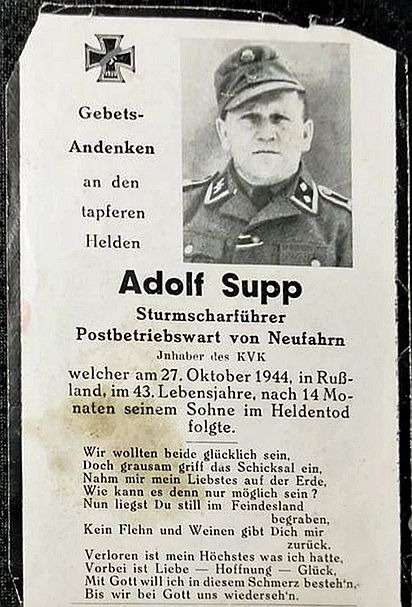 Gebets-
Andenken
an den
tapferen
Helden
Adolf Supp
Sturmscharführer
Postbetriebswart von Neufahrn
Jnhaber des KVK
welcher am 27. Oktober 1944, in Ruß-
land, im 43. Lebensjahre, nach 14 Mo-
naten seinem Sohne im Heldentod
folgte.
Wir wollten beide glücklich sein,
Doch grausam griff das Schicksal ein,
Nahm mir mein Liebstes auf der Erde,
Wie kann es denn nur möglich sein?
Nun liegst Du still im Feindesland
begraben,
Kein Flehn und Weinen gibt Dich mir
zurück.
Verloren ist mein Höchstes was ich hatte,
Vorbei ist Liebe — Hoffnung — Glück,
Mit Gott will ich in diesem Schmerz besteh'n,
Bis wir bei Gott uns wiederseh'n.